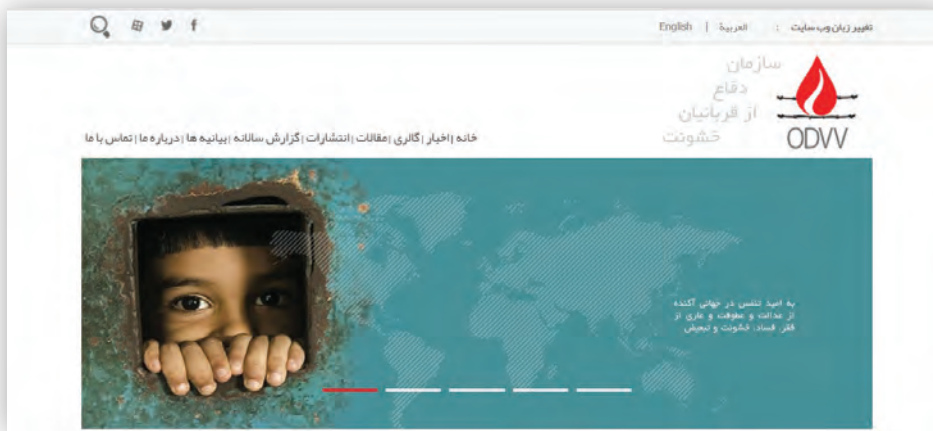 تغییر زبان وب سایت : العربية | English
سازمان
دفاع
از قربانیان
خشونت
ODVV
خانه | اخبار | گالری | مقالات | انتشارات | گزارش سالانه | بیانیه ها | درباره ما | تماس با ما
به امید تنفس در جهانی آکنده
از عدالت و عطوفت و عاری از
فقر، فساد، خشونت و تبعیض